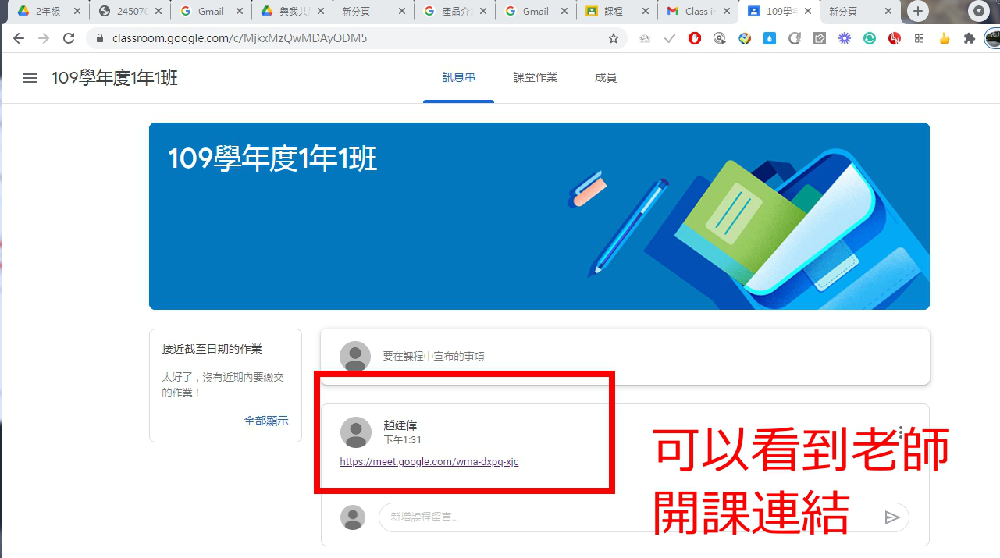 2年級 -
24507
Gmail
與我共
新分頁
產品介
Gmail
課程
Class in
109學年
新分頁
classroom.google.com/c/MjkxMzQwMDAyODM5
109學年度1年1班
訊息串
課堂作業
成員
109學年度1年1班
接近截至日期的作業
太好了，沒有近期內要繳交
的作業！
全部顯示
要在課程中宣布的事項
趙建偉
下午1:31
https://meet.google.com/wma-dxpq-xjc
新增課程留言...
可以看到老師
開課連結